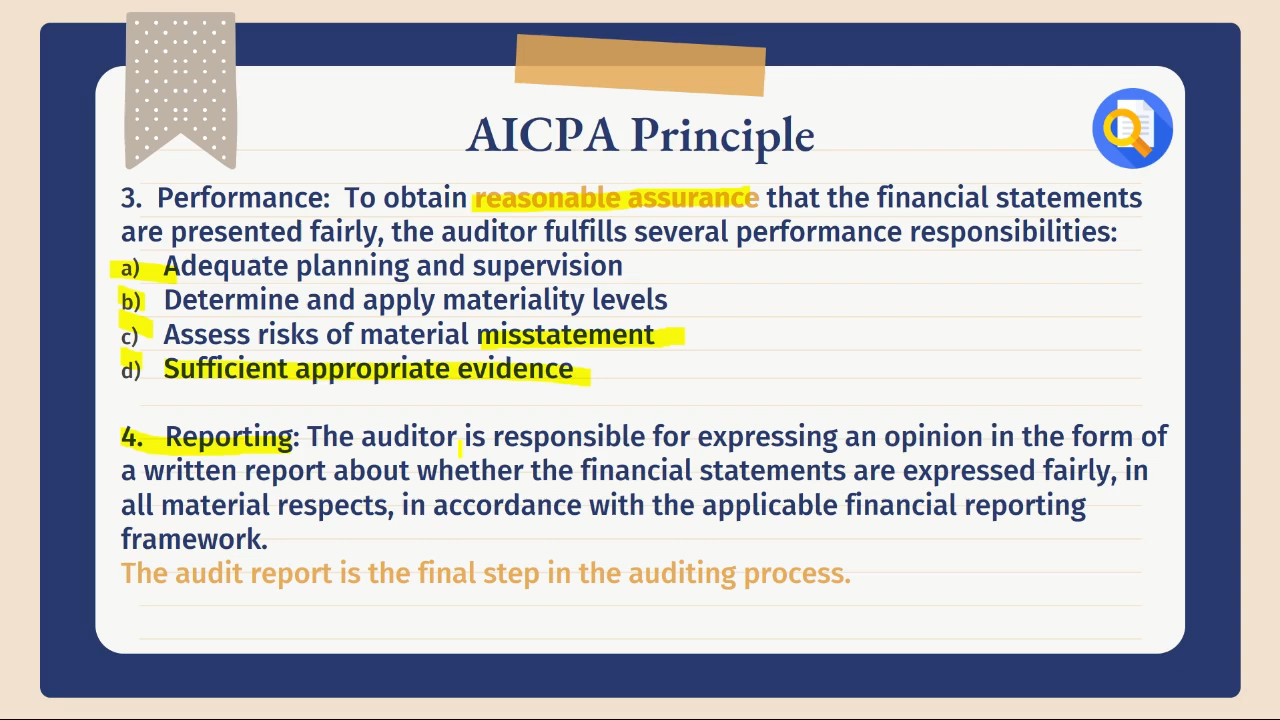 AICPA Principle
3. Performance: To obtain reasonable assurance that the financial statements
are presented fairly, the auditor fulfills several performance responsibilities:
a) Adequate planning and supervision
b) Determine and apply materiality levels
c) Assess risks of material misstatement
d) Sufficient appropriate evidence
4. Reporting: The auditor is responsible for expressing an opinion in the form of
a written report about whether the financial statements are expressed fairly, in
all material respects, in accordance with the applicable financial reporting
framework.
The audit report is the final step in the auditing process.